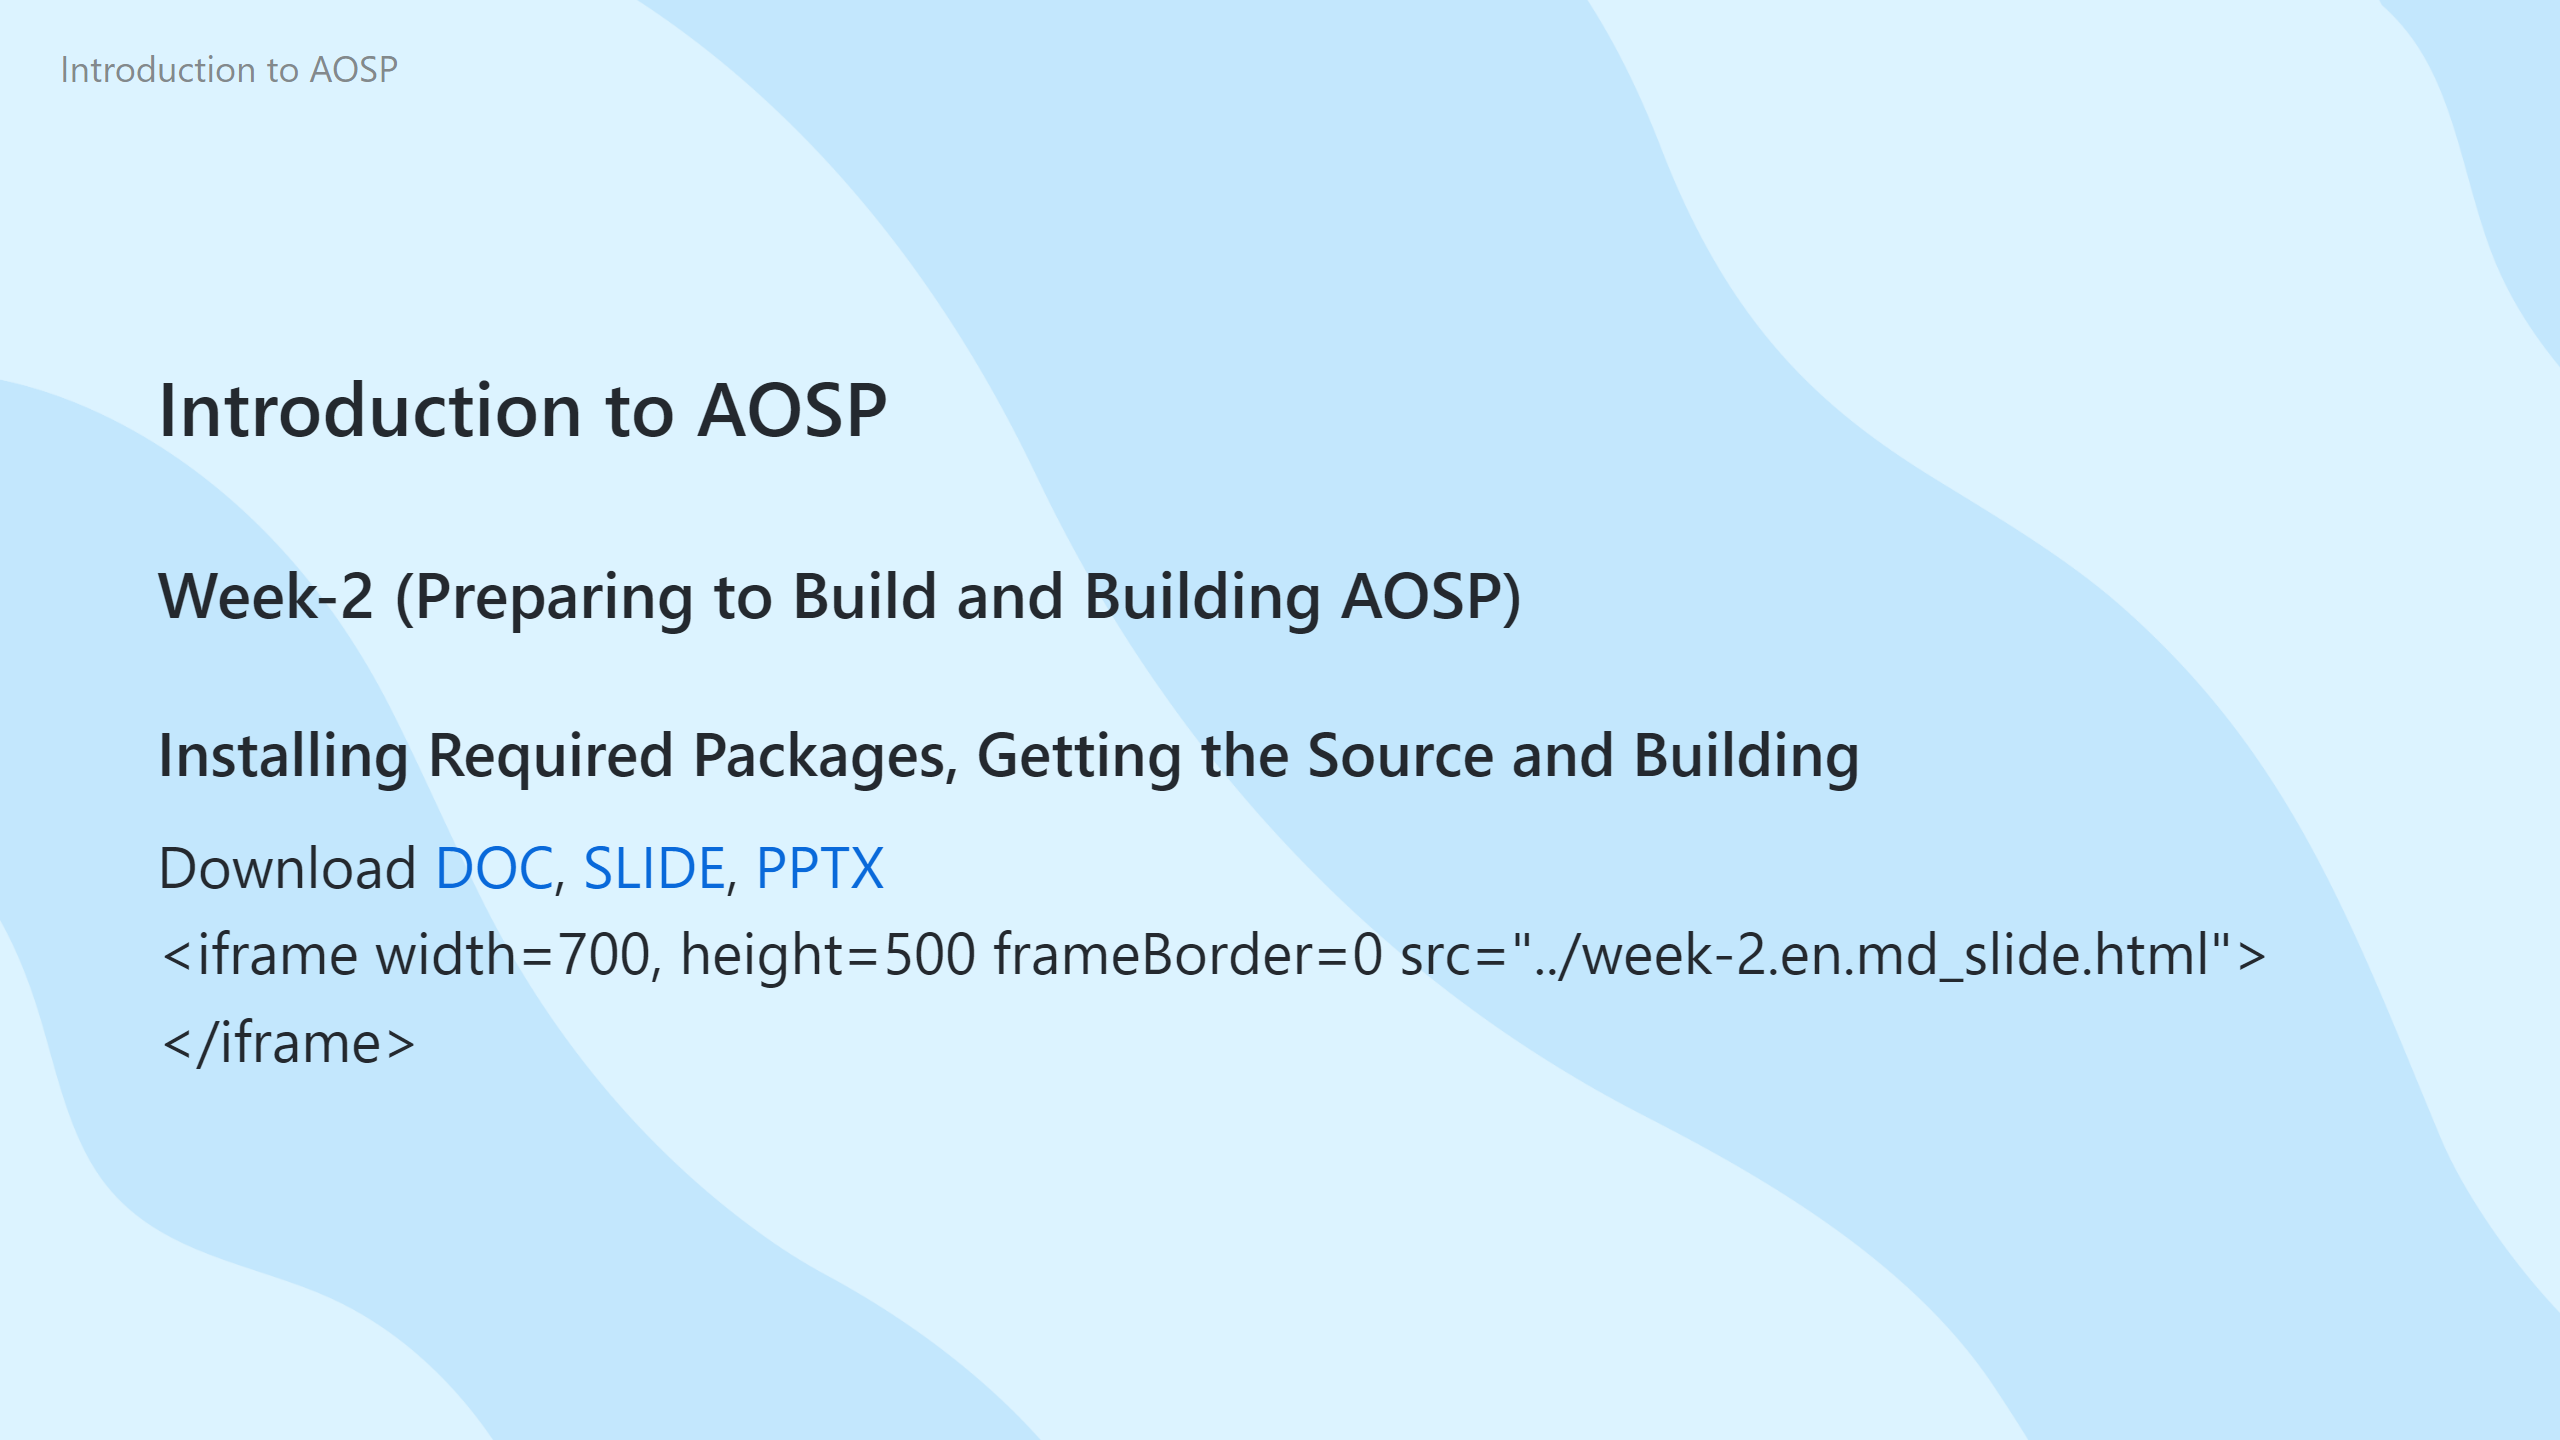 Introduction to AOSP
Introduction to AOSP
Week-2 (Preparing to Build and Building AOSP)
Installing Required Packages, Getting the Source and Building
Download DOC, SLIDE, PPTX
<iframe width=700, height=500 frameBorder=0 src="../week-2.en.md_slide.html">
</iframe>